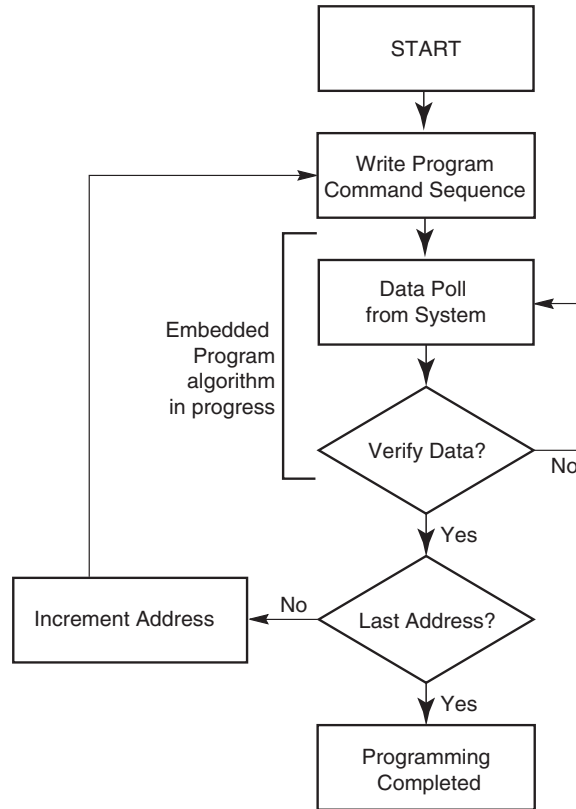 START
Write Program
Command Sequence
Data Poll
from System
Embedded
Program
algorithm
in progress
Verify Data?
No
Yes
Increment Address
No
Last Address?
Yes
Programming
Completed